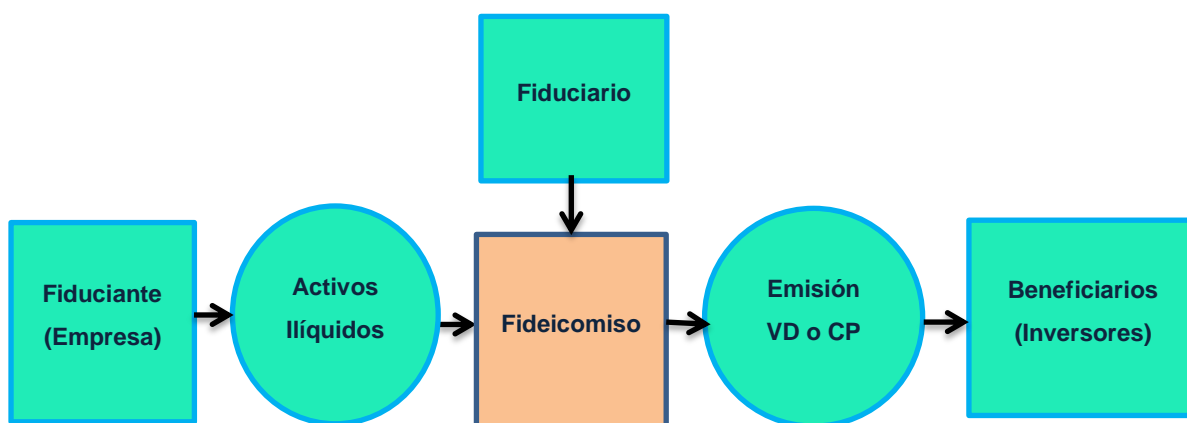 Fiduciario
Fiduciante
(Empresa)
Activos
Ilíquidos
Fideicomiso
Emisión
VD o CP
Beneficiarios
(Inversores)